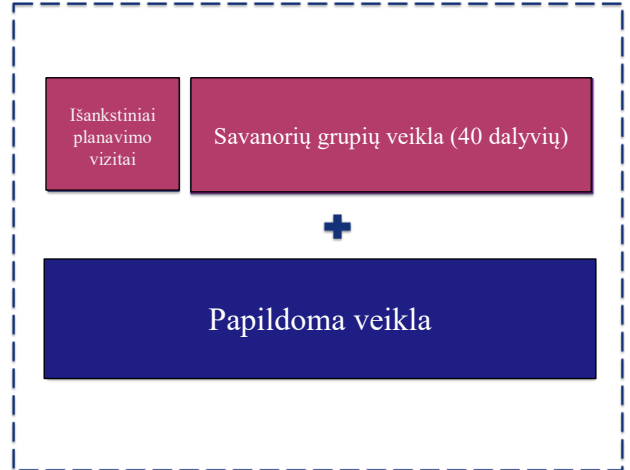 Išankstiniai
planavimo
vizitai
Savanorių grupių veikla (40 dalyvių)
Papildoma veikla